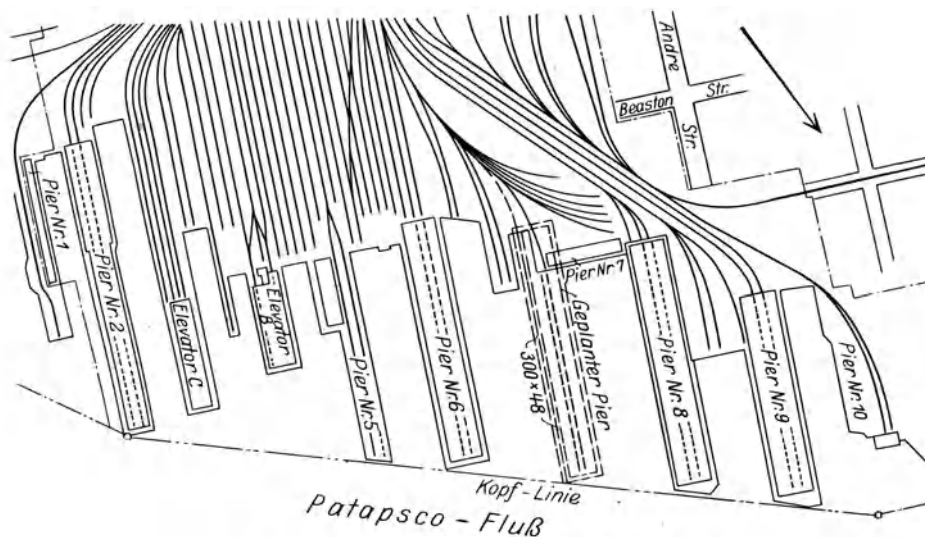 Andre
Str.
Beaston
Str.
Pier Nr. 1
Pier Nr. 2
Elevator C
Elevator
B
Pier Nr. 5
Pier Nr. 6
300 x 48
Geplanter Pier
Pier Nr. 7
Pier Nr. 8
Pier Nr. 9
Pier Nr. 10
Kopf-Linie
Patapsco - Fluß